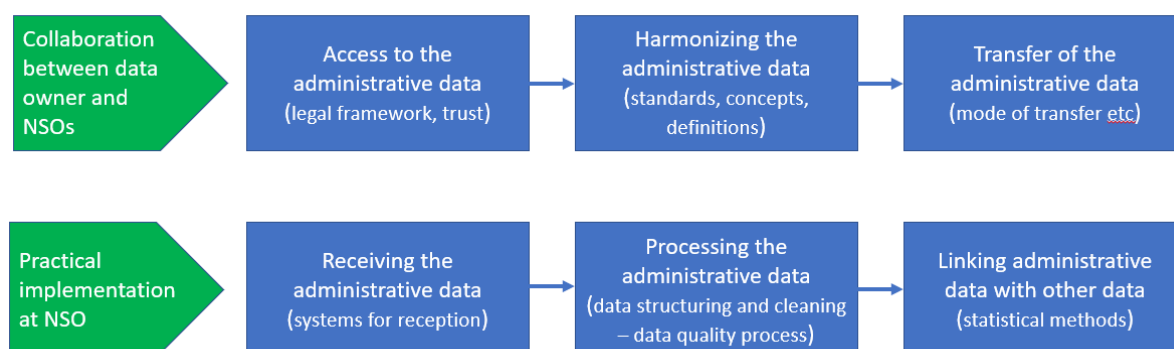 Collaboration
between data
owner and
NSOs
Access to the
administrative data
(legal framework, trust)
Harmonizing the
administrative data
(standards, concepts,
definitions)
Transfer of the
administrative data
(mode of transfer etc)
Practical
implementation
at NSO
Receiving the
administrative data
(systems for reception)
Processing the
administrative data
(data structuring and cleaning
– data quality process)
Linking administrative
data with other data
(statistical methods)